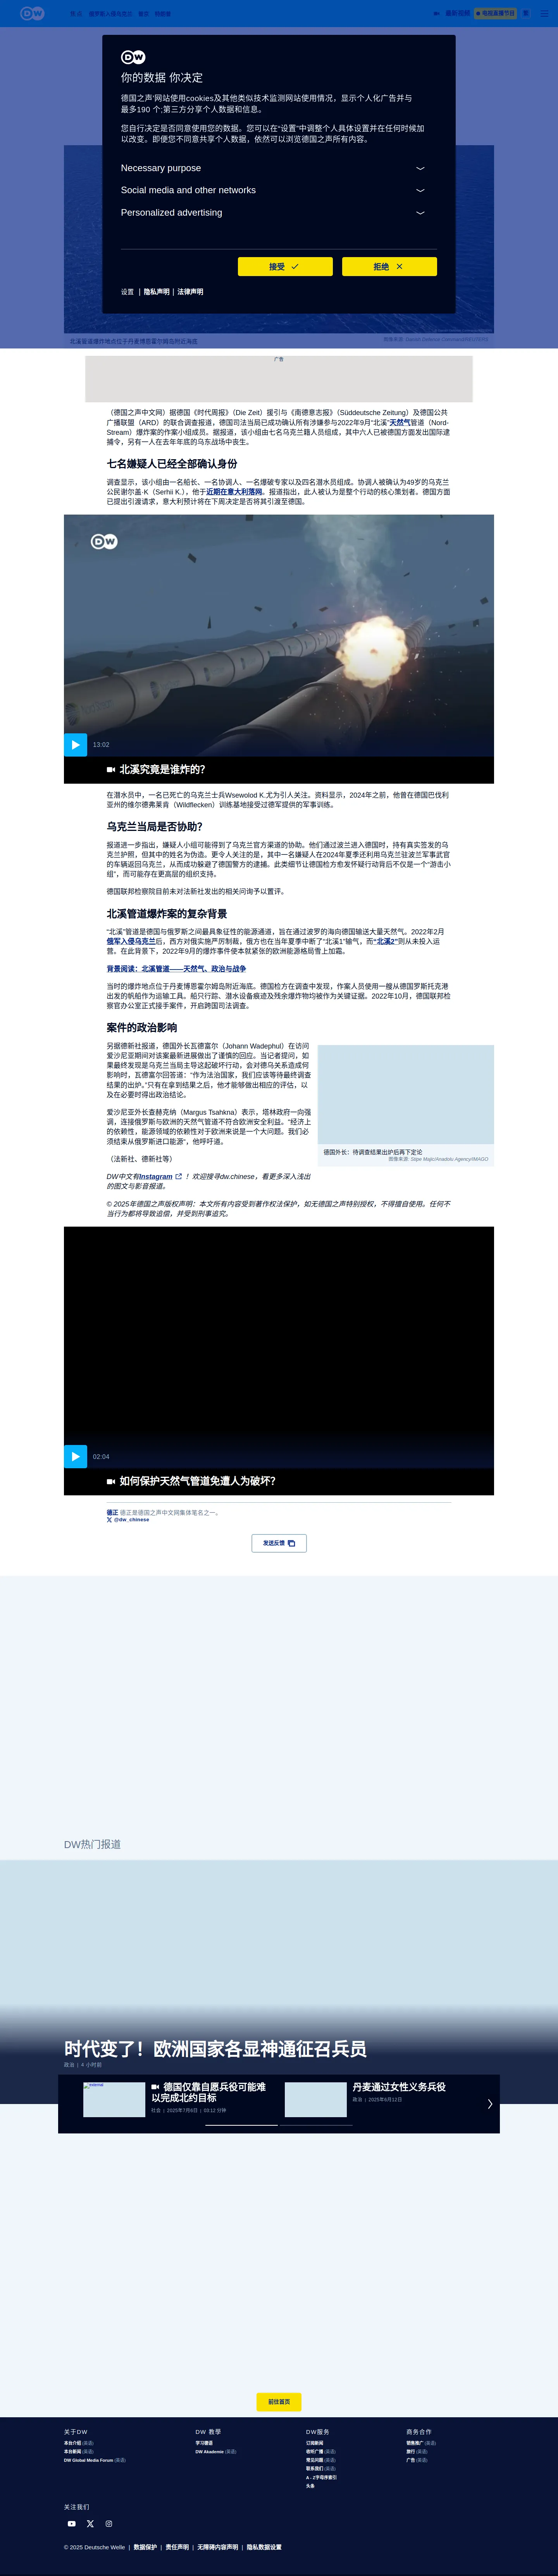 DW
最新视频
电视直播节目
DW
你的数据 你决定
德国之声'网站使用cookies及其他类似技术监测网站使用情况，显示个人化广告并与
最多190 个;第三方分享个人数据和信息。
您自行决定是否同意使用您的数据。您可以在“设置”中调整个人具体设置并在任何时候加
以改变。即便您不同意共享个人数据，依然可以浏览德国之声所有内容。
Necessary purpose
Social media and other networks
Personalized advertising
接受
拒绝
设置 | 隐私声明 | 法律声明
北溪管道爆炸地点位于丹麦博恩霍尔姆岛附近海底
广告
（德国之声中文网）据德国《时代周报》（Die Zeit）援引与《南德意志报》（Süddeutsche Zeitung）及德国公共
广播联盟（ARD）的联合调查报道，德国司法当局已成功确认所有涉嫌参与2022年9月“北溪”天然气管道（Nord-
Stream）爆炸案的作案小组成员。据报道，该小组由七名乌克兰籍人员组成，其中六人已被德国方面发出国际逮
捕令，另有一人在去年年底的乌东战场中丧生。
七名嫌疑人已经全部确认身份
调查显示，该小组由一名船长、一名协调人、一名爆破专家以及四名潜水员组成。协调人被确认为49岁的乌克兰
公民谢尔盖·K（Serhii K.），他于近期在意大利落网。报道指出，此人被认为是整个行动的核心策划者。德国方面
已提出引渡请求，意大利预计将在下周决定是否将其引渡至德国。
DW
13:02
北溪究竟是谁炸的？
在潜水员中，一名已死亡的乌克兰士兵Wsewolod K.尤为引人关注。资料显示，2024年之前，他曾在德国巴伐利
亚州的维尔德弗莱肯（Wildflecken）训练基地接受过德军提供的军事训练。
乌克兰当局是否协助？
报道进一步指出，嫌疑人小组可能得到了乌克兰官方渠道的协助。他们通过波兰进入德国时，持有真实签发的乌
克兰护照，但其中的姓名为伪造。更令人关注的是，其中一名嫌疑人在2024年夏季还利用乌克兰驻波兰军事武官
的车辆返回乌克兰，从而成功躲避了德国警方的逮捕。此类细节让德国检方愈发怀疑行动背后不仅是一个“游击小
组”，而可能存在更高层的组织支持。
德国联邦检察院目前未对法新社发出的相关问询予以置评。
北溪管道爆炸案的复杂背景
“北溪”管道是德国与俄罗斯之间最具象征性的能源通道，旨在通过波罗的海向德国输送大量天然气。2022年2月
俄军入侵乌克兰后，西方对俄实施严厉制裁，俄方也在当年夏季中断了“北溪1”输气，而“北溪2”则从未投入运
营。在此背景下，2022年9月的爆炸事件使本就紧张的欧洲能源格局雪上加霜。
背景阅读：北溪管道——天然气、政治与战争
当时的爆炸地点位于丹麦博恩霍尔姆岛附近海底。德国检方在调查中发现，作案人员使用一艘从德国罗斯托克港
出发的帆船作为运输工具。船只行踪、潜水设备痕迹及残余爆炸物均被作为关键证据。2022年10月，德国联邦检
察官办公室正式接手案件，开启跨国司法调查。
案件的政治影响
另据德新社报道，德国外长瓦德富尔（Johann Wadephul）在访问
爱沙尼亚期间对该案最新进展做出了谨慎的回应。当记者提问，如
果最终发现是乌克兰当局主导这起破坏行动，会对德乌关系造成何
影响时，瓦德富尔回答道：“作为法治国家，我们应该等待最终调查
结果的出炉。”只有在拿到结果之后，他才能够做出相应的评估，以
及在必要时得出政治结论。
德国外长：待调查结果出炉后再下定论
图像来源: Stipe Majic/Anadolu Agency/IMAGO
爱沙尼亚外长查赫克纳（Margus Tsahkna）表示，塔林政府一向强
调，连接俄罗斯与欧洲的天然气管道不符合欧洲安全利益。“经济上
的依赖性，能源领域的依赖性对于欧洲来说是一个大问题。我们必
须结束从俄罗斯进口能源”，他呼吁道。
（法新社、德新社等）
DW中文有Instagram ！欢迎搜寻dw.chinese，看更多深入浅出
的图文与影音报道。
© 2025年德国之声版权声明：本文所有内容受到著作权法保护，如无德国之声特别授权，不得擅自使用。任何不
当行为都将导致追偿，并受到刑事追究。
02:04
如何保护天然气管道免遭人为破坏？
德正 德正是德国之声中文网集体笔名之一。
@dw_chinese
发送反馈
DW热门报道
时代变了！欧洲国家各显神通征召兵员
政治 | 4 小时前
德国仅靠自愿兵役可能难
以完成北约目标
社会 | 2025年7月6日 | 03:12 分钟
丹麦通过女性义务兵役
政治 | 2025年6月12日
前往首页
关于DW
本台介绍 (英语)
本台新闻 (英语)
DW Global Media Forum (英语)
DW 教學
学习德语
DW Akademie (英语)
DW服务
订阅新闻
收听广播 (英语)
常见问题 (英语)
联系我们 (英语)
A - Z字母序索引
头条
商务合作
销售推广 (英语)
旅行 (英语)
广告 (英语)
关注我们
© 2025 Deutsche Welle | 数据保护 | 责任声明 | 无障碍内容声明 | 隐私数据设置